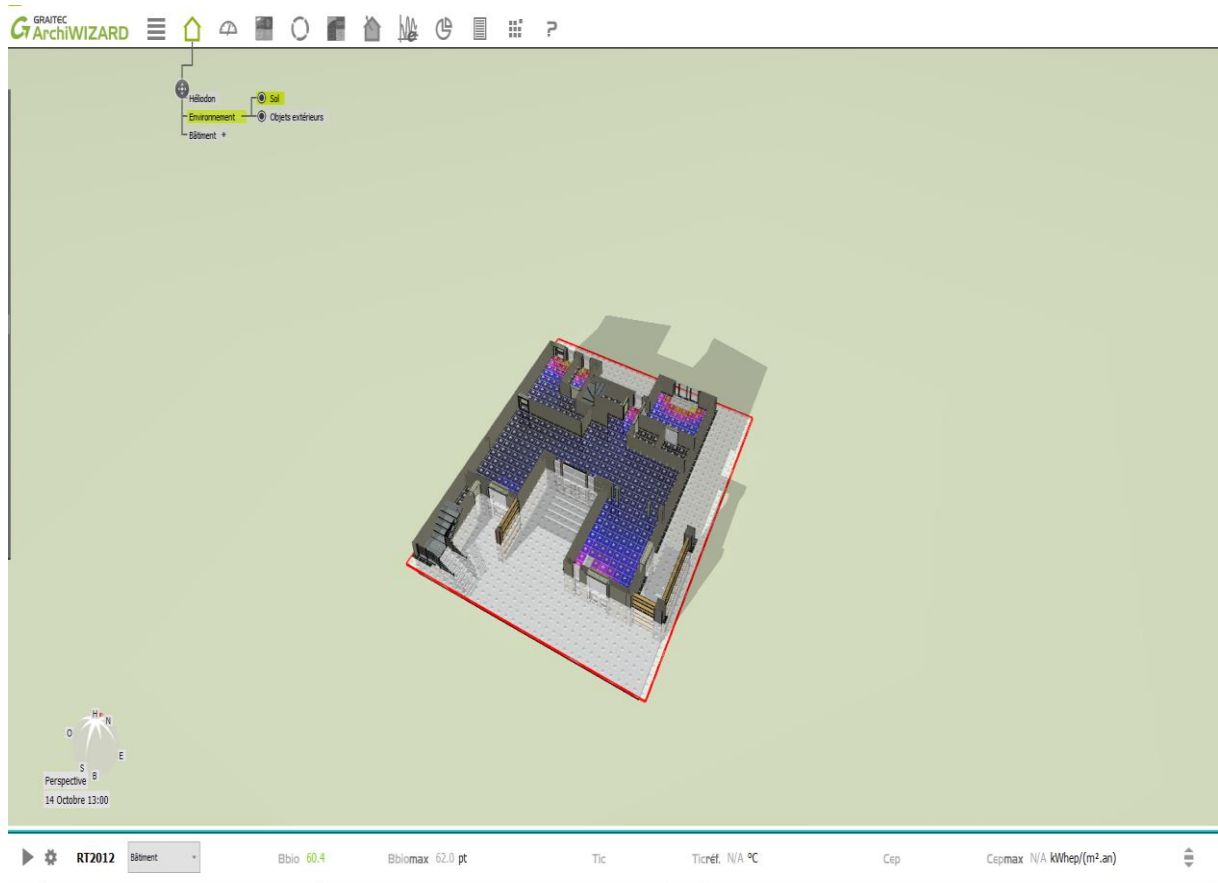 GRAITEC
ArchiWIZARD
?
Héliodon
Sol
Environnement
Objets extérieurs
Bâtiment +
H
N
O
E
S
B
Perspective
14 Octobre 13:00
RT2012 Bâtiment Bbio 60.4 Bbiomax 62.0 pt Tic Ticréf. N/A °C Cep Cepmax N/A kWhep/(m².an)